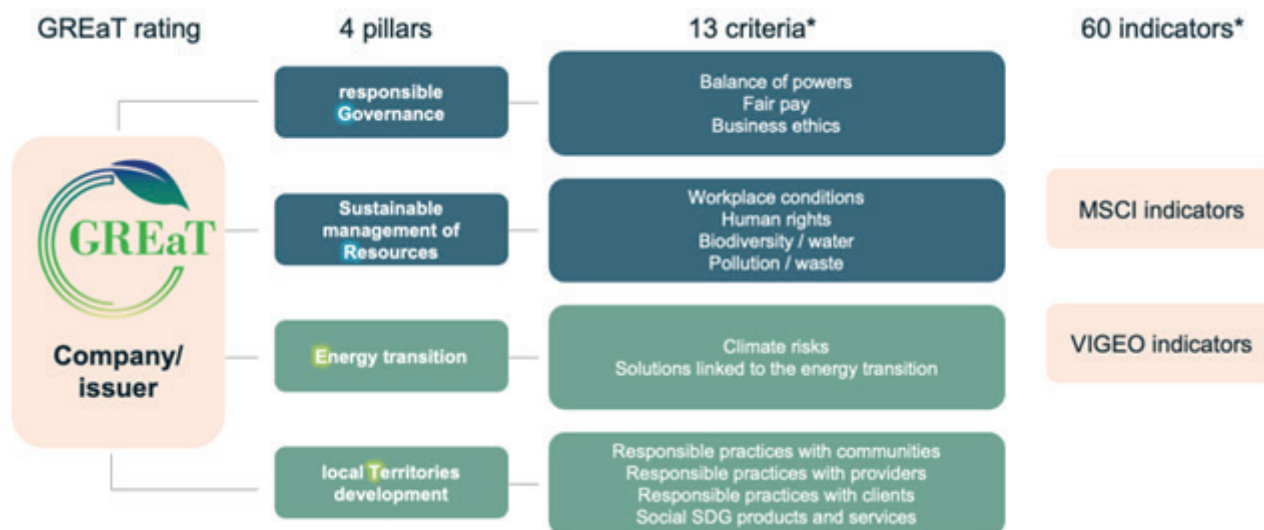 GREaT rating
4 pillars
13 criteria*
60 indicators*
GREaT
Company/
issuer
responsible
Governance
Balance of powers
Fair pay
Business ethics
Sustainable
management of
Resources
Workplace conditions
Human rights
Biodiversity / water
Pollution / waste
Energy transition
Climate risks
Solutions linked to the energy transition
local Territories
development
Responsible practices with communities
Responsible practices with providers
Responsible practices with clients
Social SDG products and services
MSCI indicators
VIGEO indicators